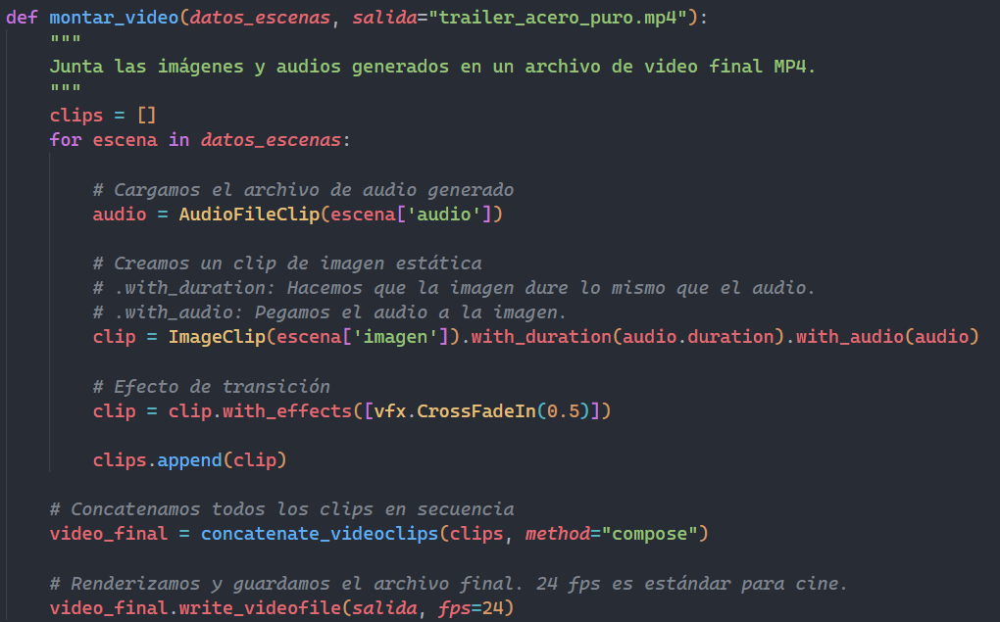 def montar_video(datos_escenas, salida="trailer_acero_puro.mp4"):
"""
Junta las imágenes y audios generados en un archivo de video final MP4.
"""
clips = []
for escena in datos_escenas:
# Cargamos el archivo de audio generado
audio = AudioFileClip(escena['audio'])
# Creamos un clip de imagen estática
# .with_duration: Hacemos que la imagen dure lo mismo que el audio.
# .with_audio: Pegamos el audio a la imagen.
clip = ImageClip(escena['imagen']).with_duration(audio.duration).with_audio(audio)
# Efecto de transición
clip = clip.with_effects([vfx.CrossFadeIn(0.5)])
clips.append(clip)
# Concatenamos todos los clips en secuencia
video_final = concatenate_videoclips(clips, method="compose")
# Renderizamos y guardamos el archivo final. 24 fps es estándar para cine.
video_final.write_videofile(salida, fps=24)